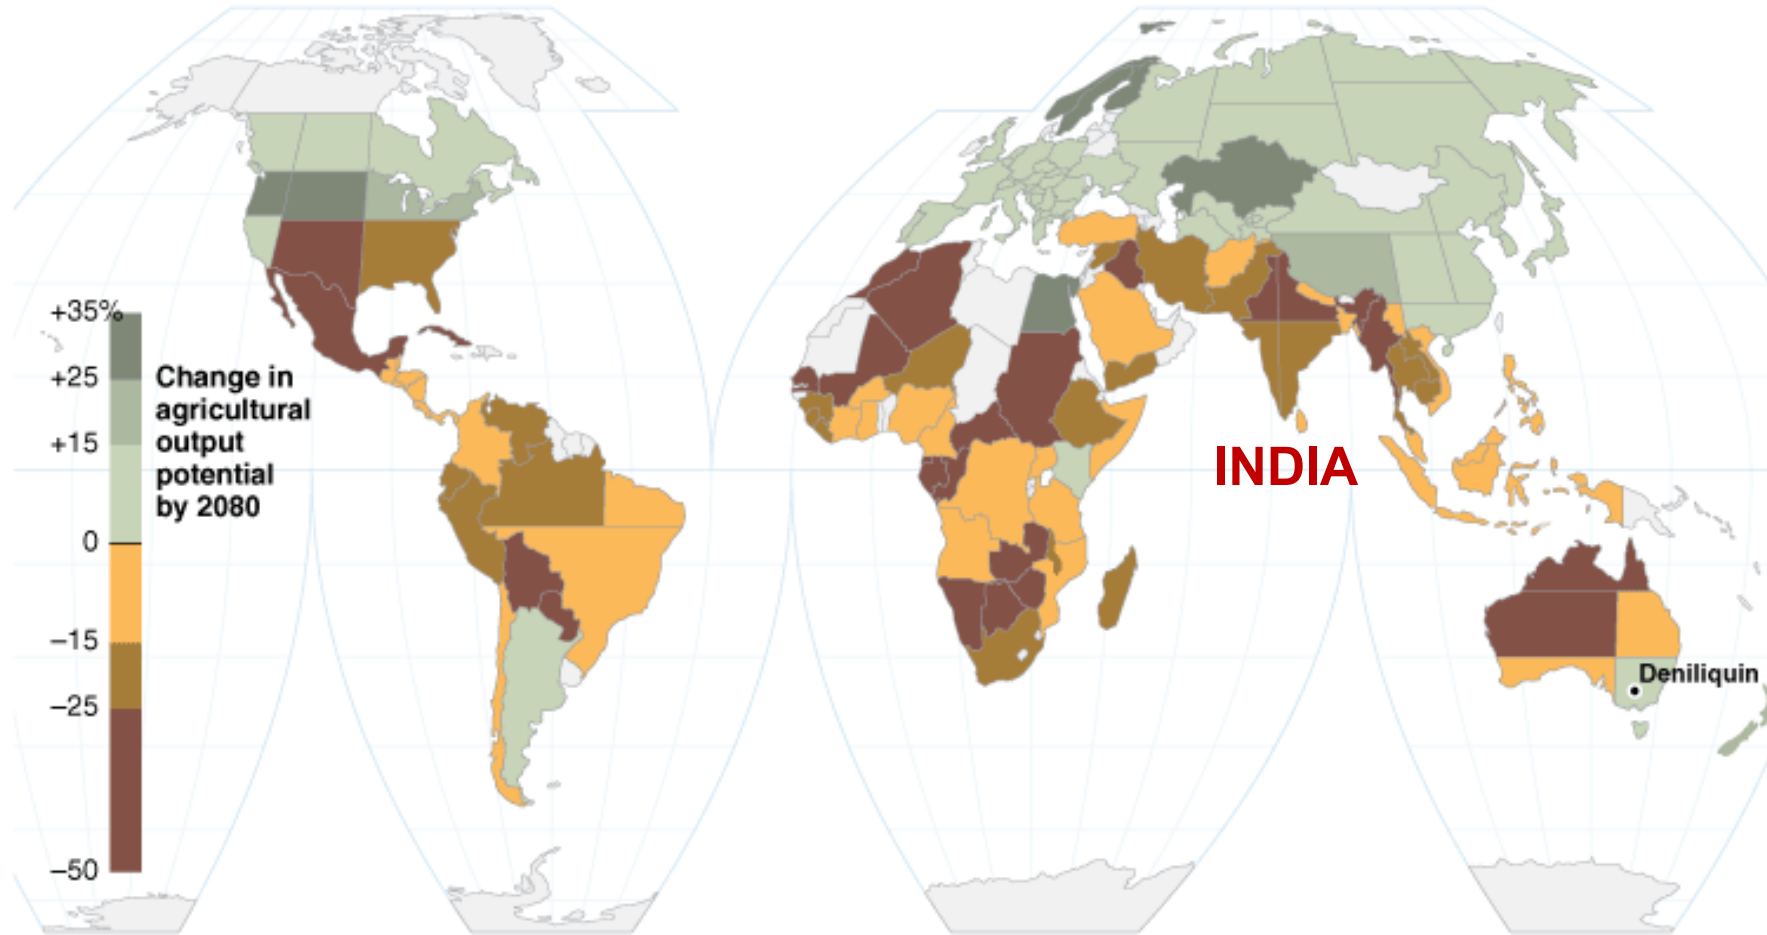 +35%
+25
+15
0
−15
−25
−50
Change in
agricultural
output
potential
by 2080
INDIA
Deniliquin